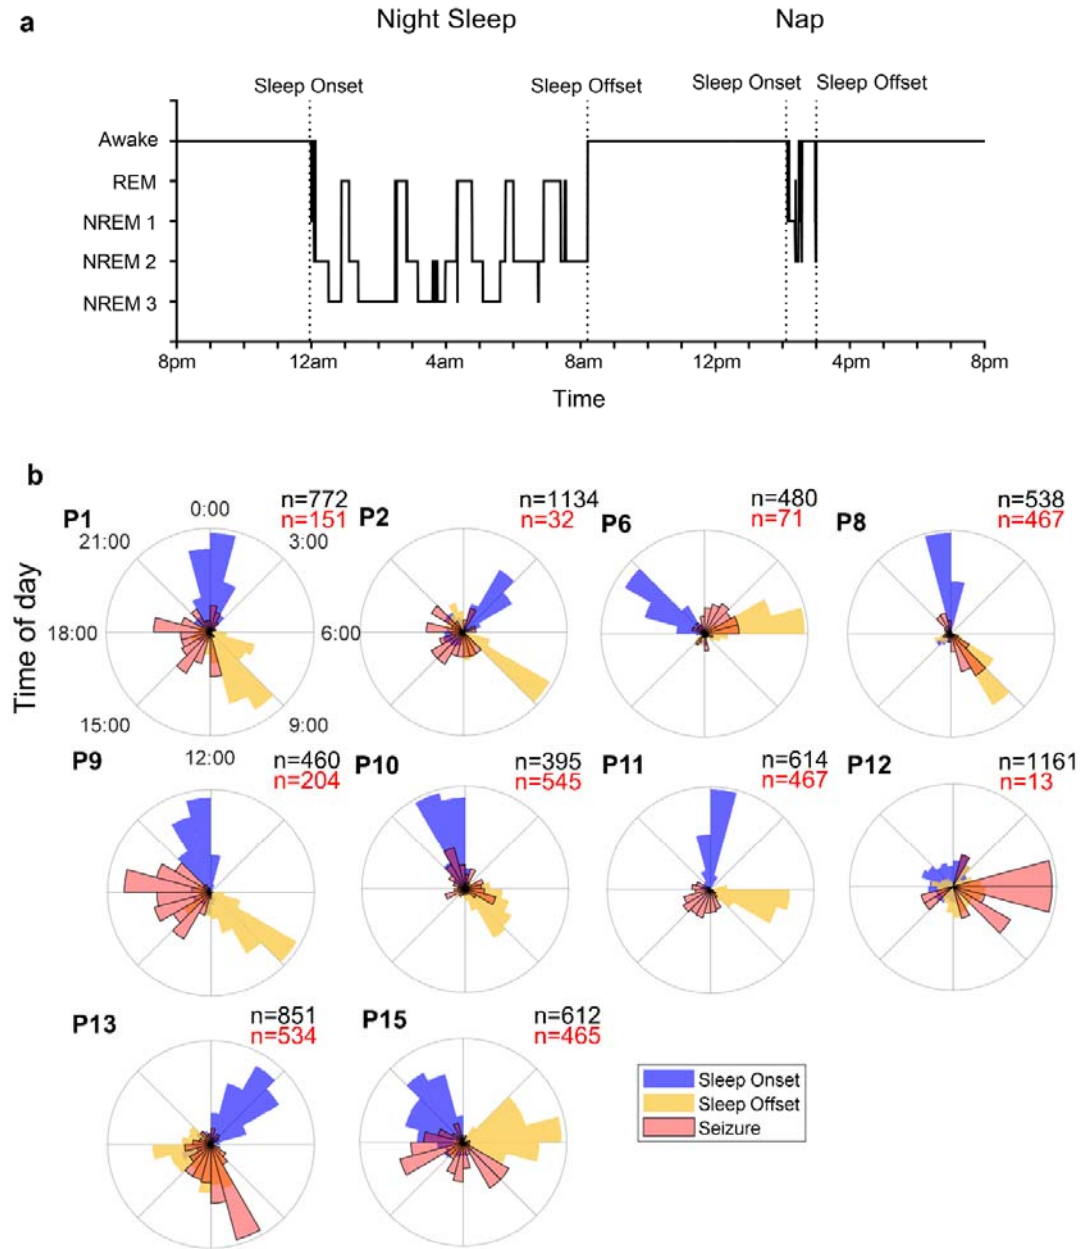 a
Night Sleep
Nap
Sleep Onset
Sleep Offset
Sleep Onset
Sleep Offset
Awake
REM
NREM 1
NREM 2
NREM 3
8pm
12am
4am
8am
12pm
4pm
8pm
Time
b
Time of day
P1
n=772
n=151
0:00
3:00
6:00
9:00
12:00
15:00
18:00
21:00
P2
n=1134
n=32
P6
n=480
n=71
P8
n=538
n=467
P9
n=460
n=204
P10
n=395
n=545
P11
n=614
n=467
P12
n=1161
n=13
P13
n=851
n=534
P15
n=612
n=465
Sleep Onset
Sleep Offset
Seizure